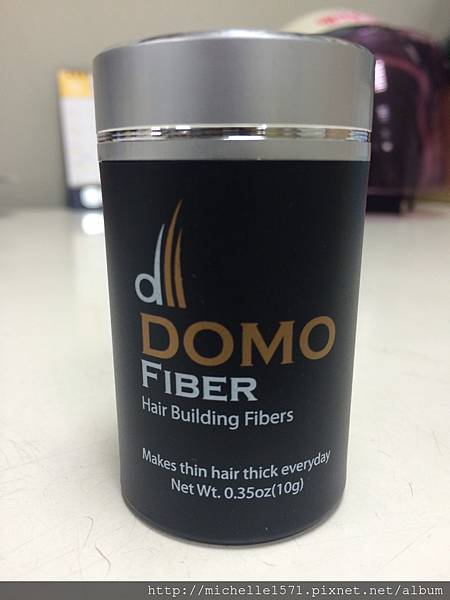 d
DOMO
FIBER
Hair Building Fibers
Makes thin hair thick everyday
Net Wt. 0.35oz(10g)
http://michelle1571.pixnet.net/album